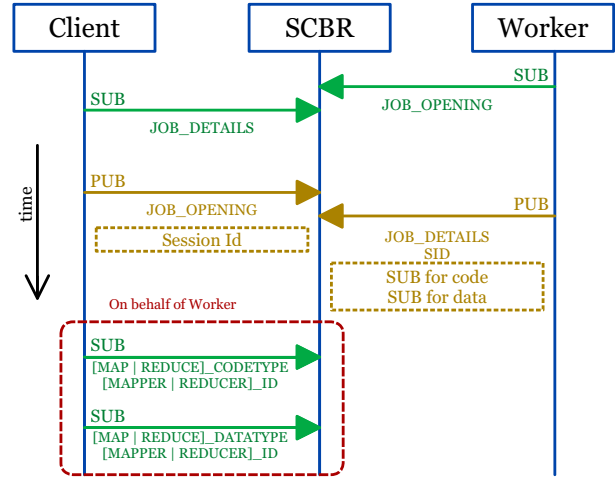 Client
SCBR
Worker
SUB
JOB_OPENING
SUB
JOB_DETAILS
time
PUB
JOB_OPENING
Session Id
PUB
JOB_DETAILS
SID
SUB for code
SUB for data
On behalf of Worker
SUB
[MAP | REDUCE]_CODETYPE
[MAPPER | REDUCER]_ID
SUB
[MAP | REDUCE]_DATATYPE
[MAPPER | REDUCER]_ID